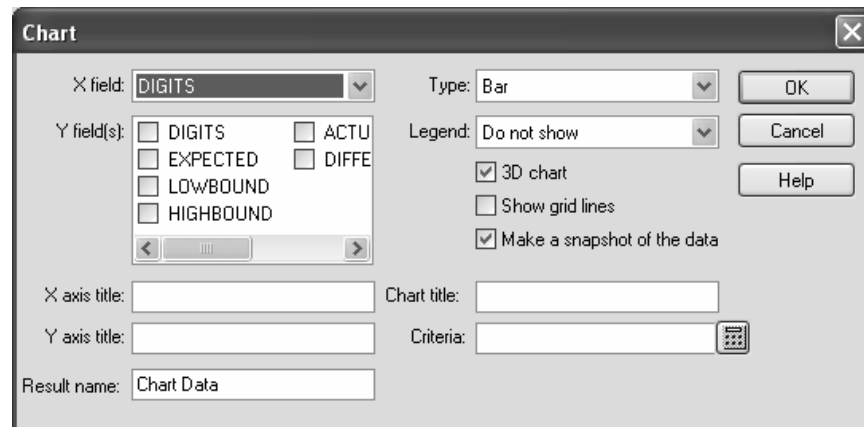 Chart
X field: DIGITS
Type: Bar
OK
Y field(s): DIGITS ACTU
EXPECTED DIFFE
LOWBOUND
HIGHBOUND
Legend: Do not show
Cancel
3D chart
Help
Show grid lines
Make a snapshot of the data
X axis title:
Chart title:
Y axis title:
Criteria:
Result name: Chart Data